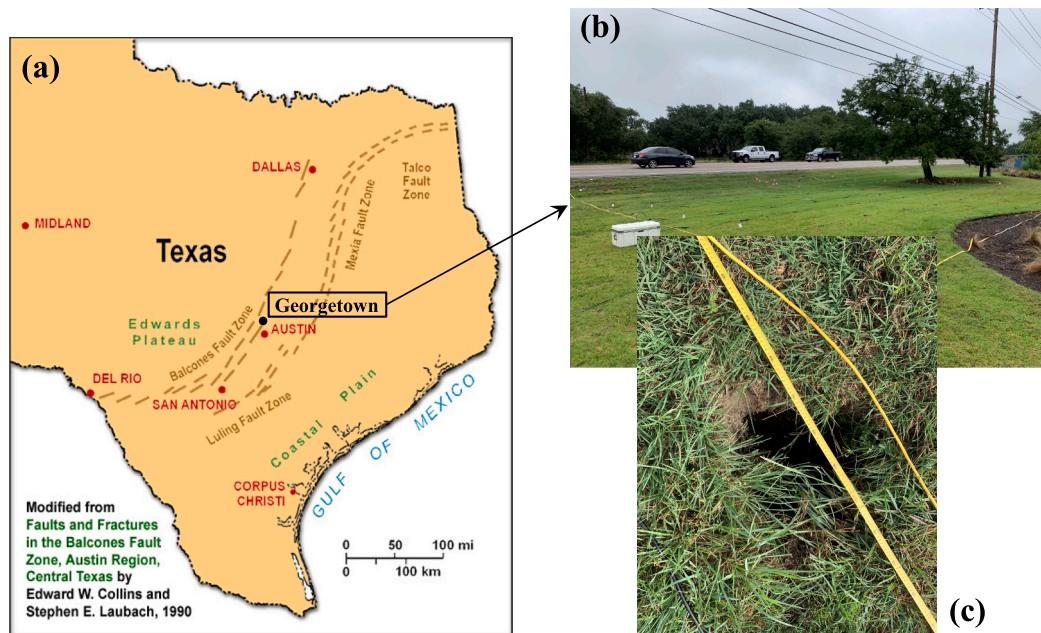 (a)
(b)
DALLAS
Talco
Fault
Zone
MIDLAND
Mexia Fault Zone
Texas
Georgetown
Edwards
Plateau
AUSTIN
Balcones Fault Zone
DEL RIO
SAN ANTONIO
Luling Fault Zone
Coastal Plain
GULF OF MEXICO
CORPUS
CHRISTI
Modified from
Faults and Fractures
in the Balcones Fault
Zone, Austin Region,
Central Texas by
Edward W. Collins and
Stephen E. Laubach, 1990
0 50 100 mi
0 100 km
(c)